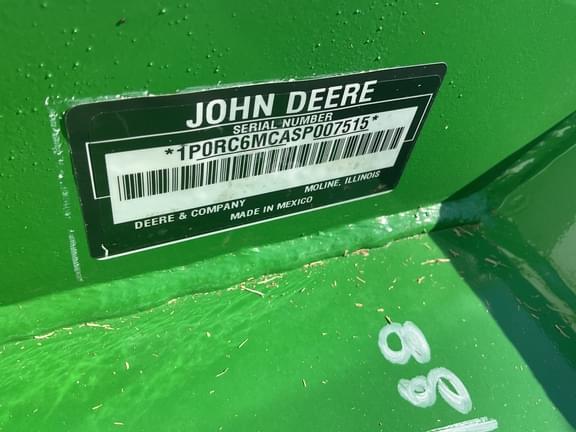 JOHN DEERE
SERIAL NUMBER
*1P0RC6MCASP007515*
MOLINE, ILLINOIS
DEERE & COMPANY
MADE IN MEXICO